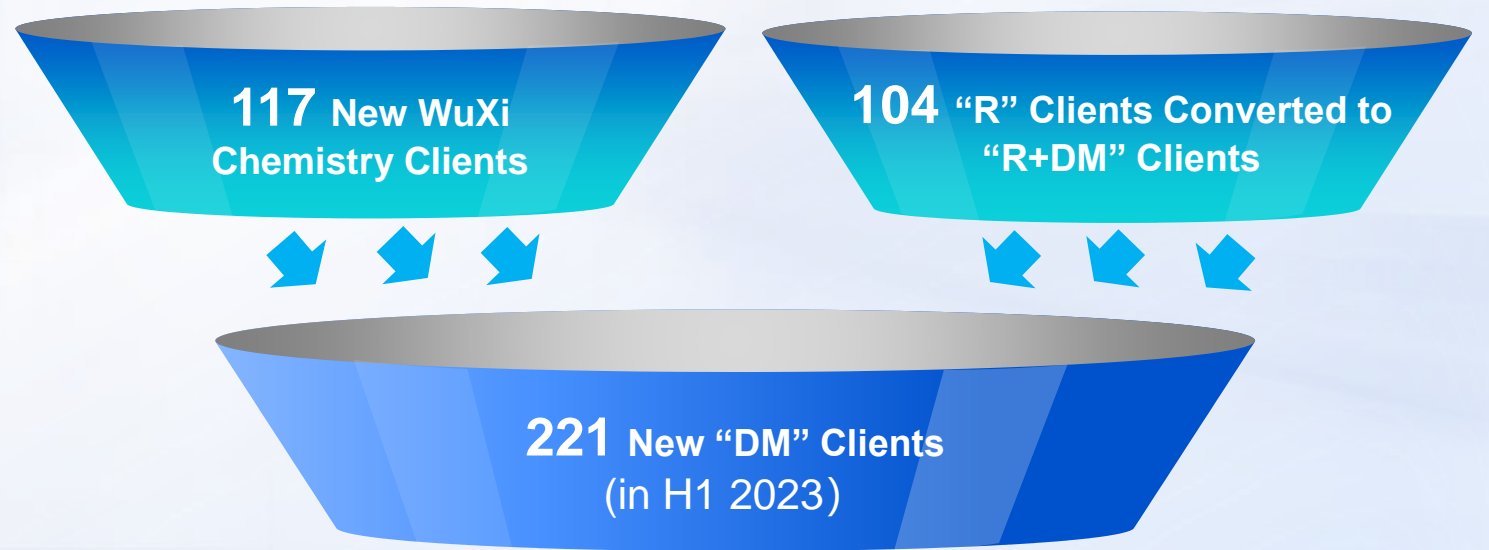 117 New WuXi
Chemistry Clients
104 “R” Clients Converted to
“R+DM” Clients
221 New “DM” Clients
(in H1 2023)